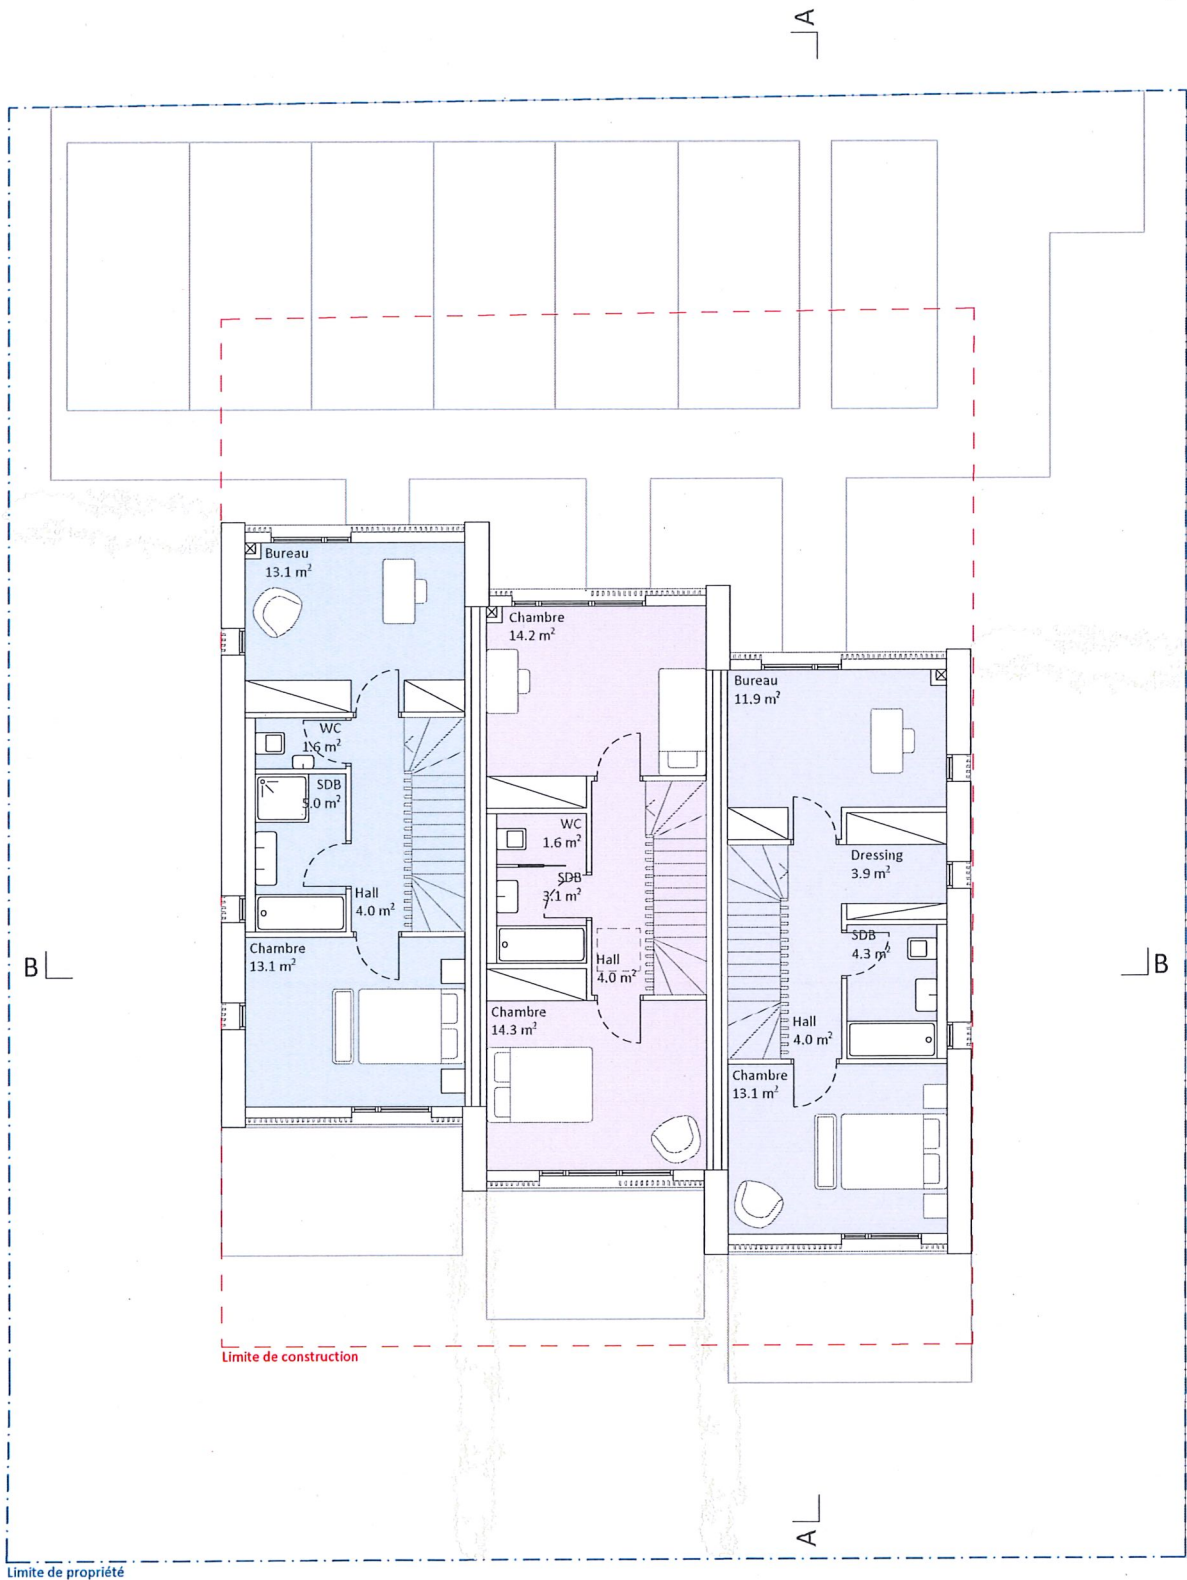 A
Bureau
13.1 m²
WC
1.6 m²
SDB
5.0 m²
Hall
4.0 m²
Chambre
13.1 m²
Chambre
14.2 m²
WC
1.6 m²
SDB
3.1 m²
Hall
4.0 m²
Chambre
14.3 m²
Bureau
11.9 m²
Dressing
3.9 m²
SDB
4.3 m²
Hall
4.0 m²
Chambre
13.1 m²
B
B
Limite de construction
A
Limite de propriété